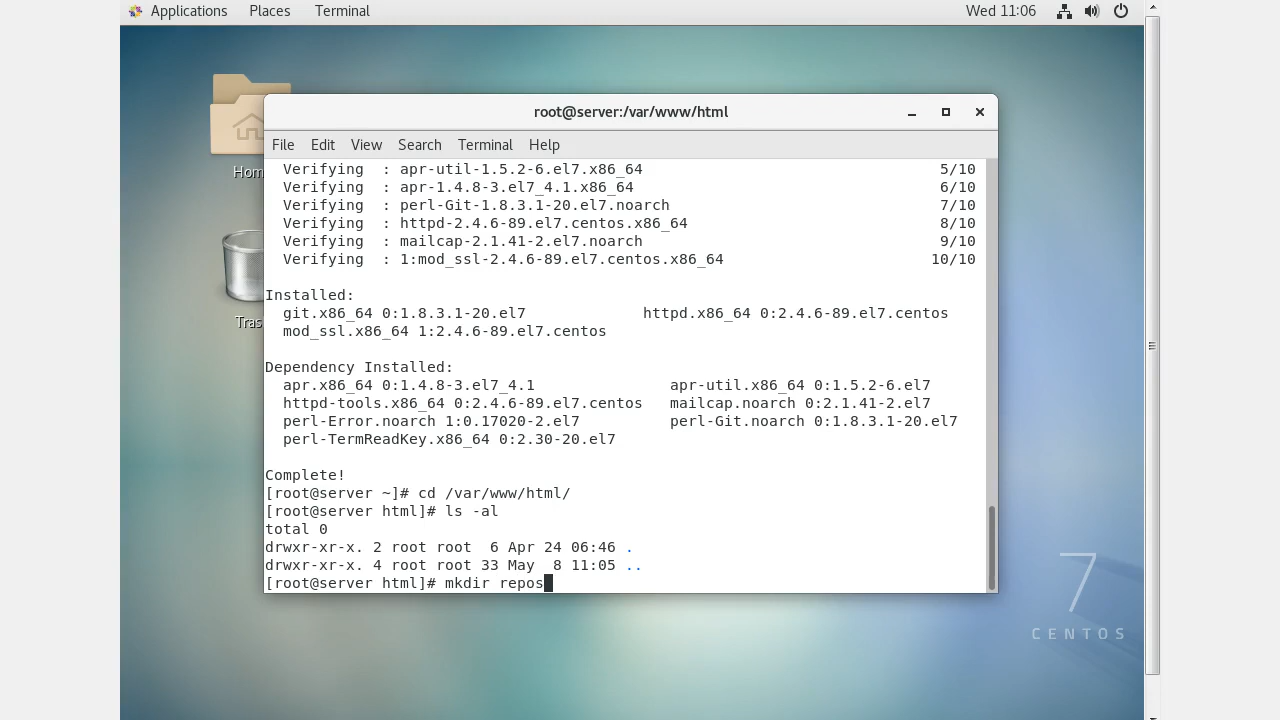 Applications Places Terminal Wed 11:06
root@server:/var/www/html
File Edit View Search Terminal Help
Verifying : apr-util-1.5.2-6.el7.x86_64 5/10
Verifying : apr-1.4.8-3.el7_4.1.x86_64 6/10
Verifying : perl-Git-1.8.3.1-20.el7.noarch 7/10
Verifying : httpd-2.4.6-89.el7.centos.x86_64 8/10
Verifying : mailcap-2.1.41-2.el7.noarch 9/10
Verifying : 1:mod_ssl-2.4.6-89.el7.centos.x86_64 10/10
Installed:
git.x86_64 0:1.8.3.1-20.el7 httpd.x86_64 0:2.4.6-89.el7.centos
mod_ssl.x86_64 1:2.4.6-89.el7.centos
Dependency Installed:
apr.x86_64 0:1.4.8-3.el7_4.1 apr-util.x86_64 0:1.5.2-6.el7
httpd-tools.x86_64 0:2.4.6-89.el7.centos mailcap.noarch 0:2.1.41-2.el7
perl-Error.noarch 1:0.17020-2.el7 perl-Git.noarch 0:1.8.3.1-20.el7
perl-TermReadKey.x86_64 0:2.30-20.el7
Complete!
[root@server ~]# cd /var/www/html/
[root@server html]# ls -al
total 0
drwxr-xr-x. 2 root root 6 Apr 24 06:46 .
drwxr-xr-x. 4 root root 33 May 8 11:05 ..
[root@server html]# mkdir repos
Hom
Tras
7
CENTOS